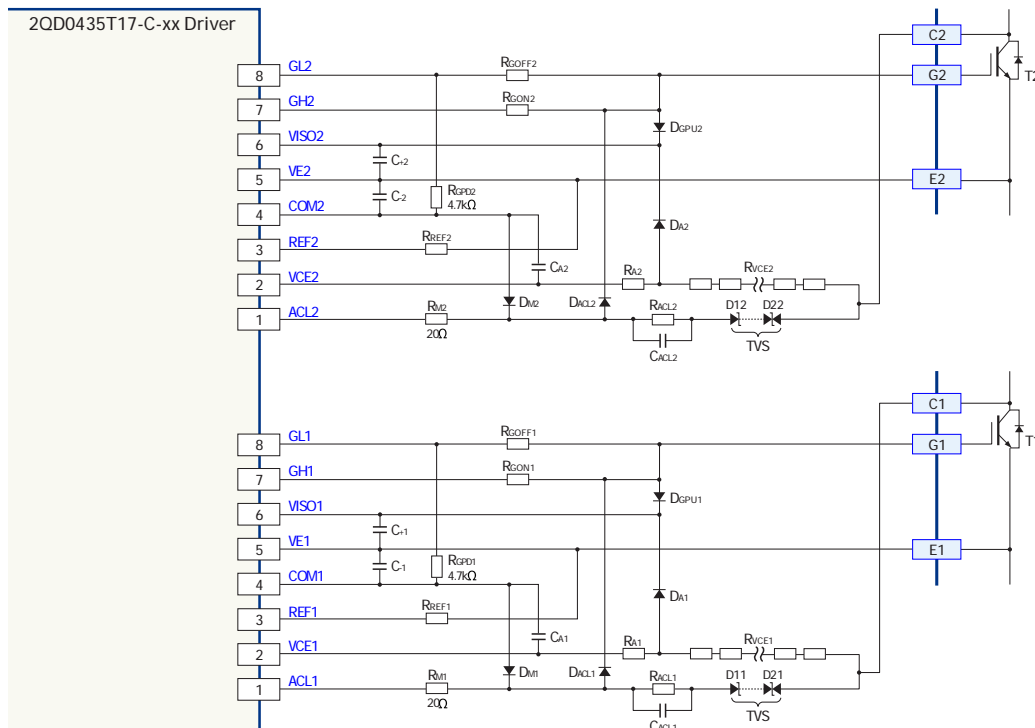 2QD0435T17-C-xx Driver
C2
8 GL2 RGOFF2 G2 T2
7 GH2 RGON2
DGPU2
6 VISO2
C+2
5 VE2 E2
C-2 RGPD2
4.7kΩ
4 COM2
DA2
3 REF2 RREF2
CA2 RA2 RVCE2
2 VCE2
DM2 DACL2 RACL2 D12 D22
1 ACL2 RM2
20Ω
TVS
CACL2
C1
8 GL1 RGOFF1 G1 T1
7 GH1 RGON1
DGPU1
6 VISO1
C+1
5 VE1 E1
C-1 RGPD1
4.7kΩ
4 COM1
DA1
3 REF1 RREF1
CA1 RA1 RVCE1
2 VCE1
DM1 DACL1 RACL1 D11 D21
1 ACL1 RM1
20Ω
TVS
CACL1